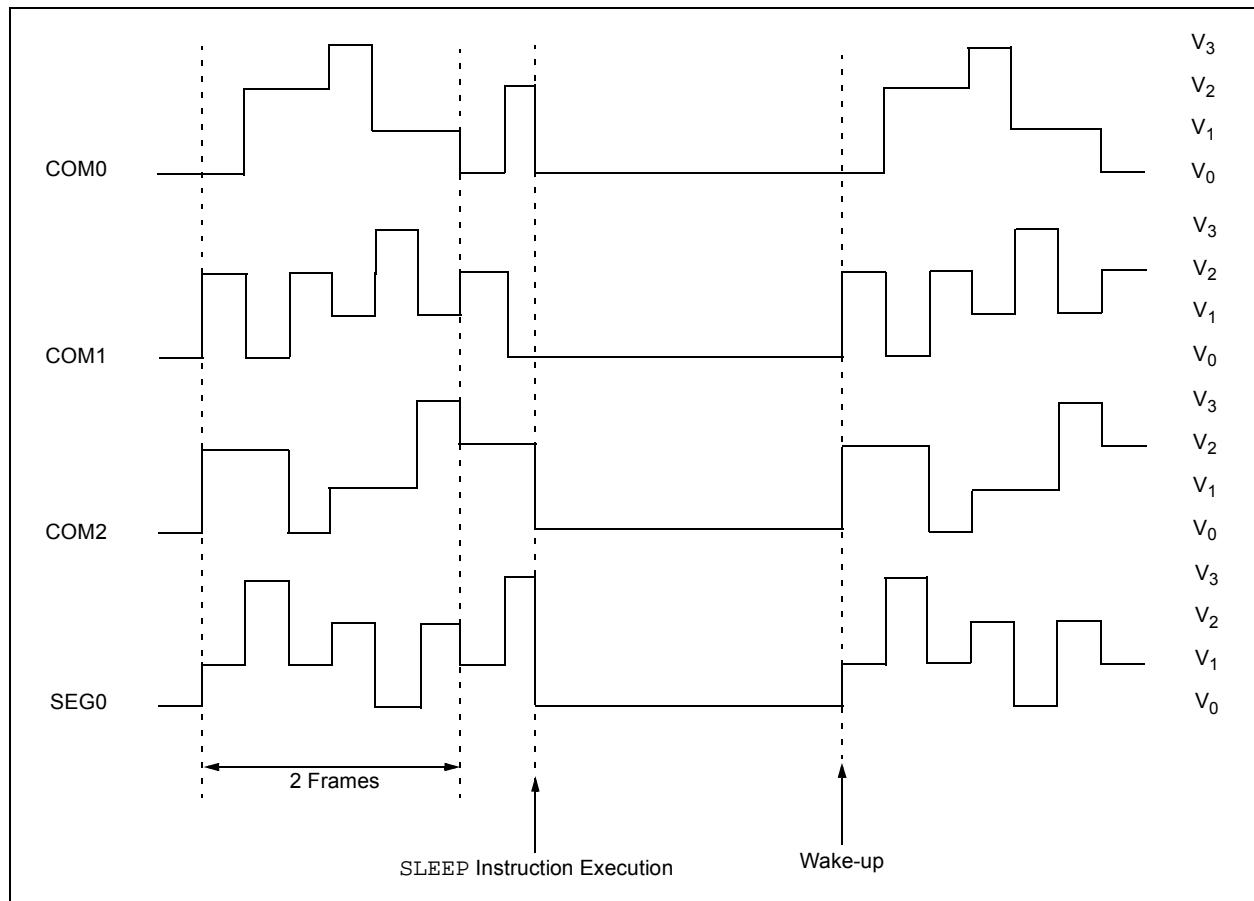 V3
V2
V1
COM0 V0
V3
V2
V1
COM1 V0
V3
V2
V1
COM2 V0
V3
V2
V1
SEG0 V0
2 Frames
SLEEP Instruction Execution
Wake-up